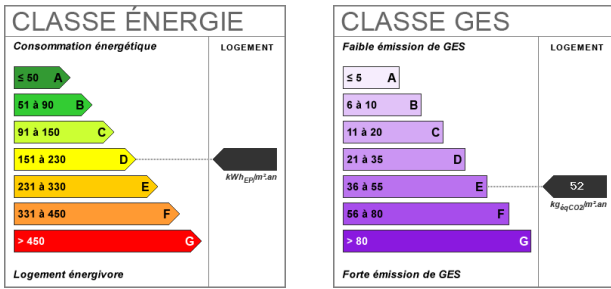 CLASSE ÉNERGIE
Consommation énergétique
LOGEMENT
≤ 50 A
51 à 90 B
91 à 150 C
151 à 230 D
kWhEP/m².an
231 à 330 E
331 à 450 F
> 450 G
Logement énergivore
CLASSE GES
Faible émission de GES
LOGEMENT
≤ 5 A
6 à 10 B
11 à 20 C
21 à 35 D
36 à 55 E
52
kgéqCO2/m².an
56 à 80 F
> 80 G
Forte émission de GES